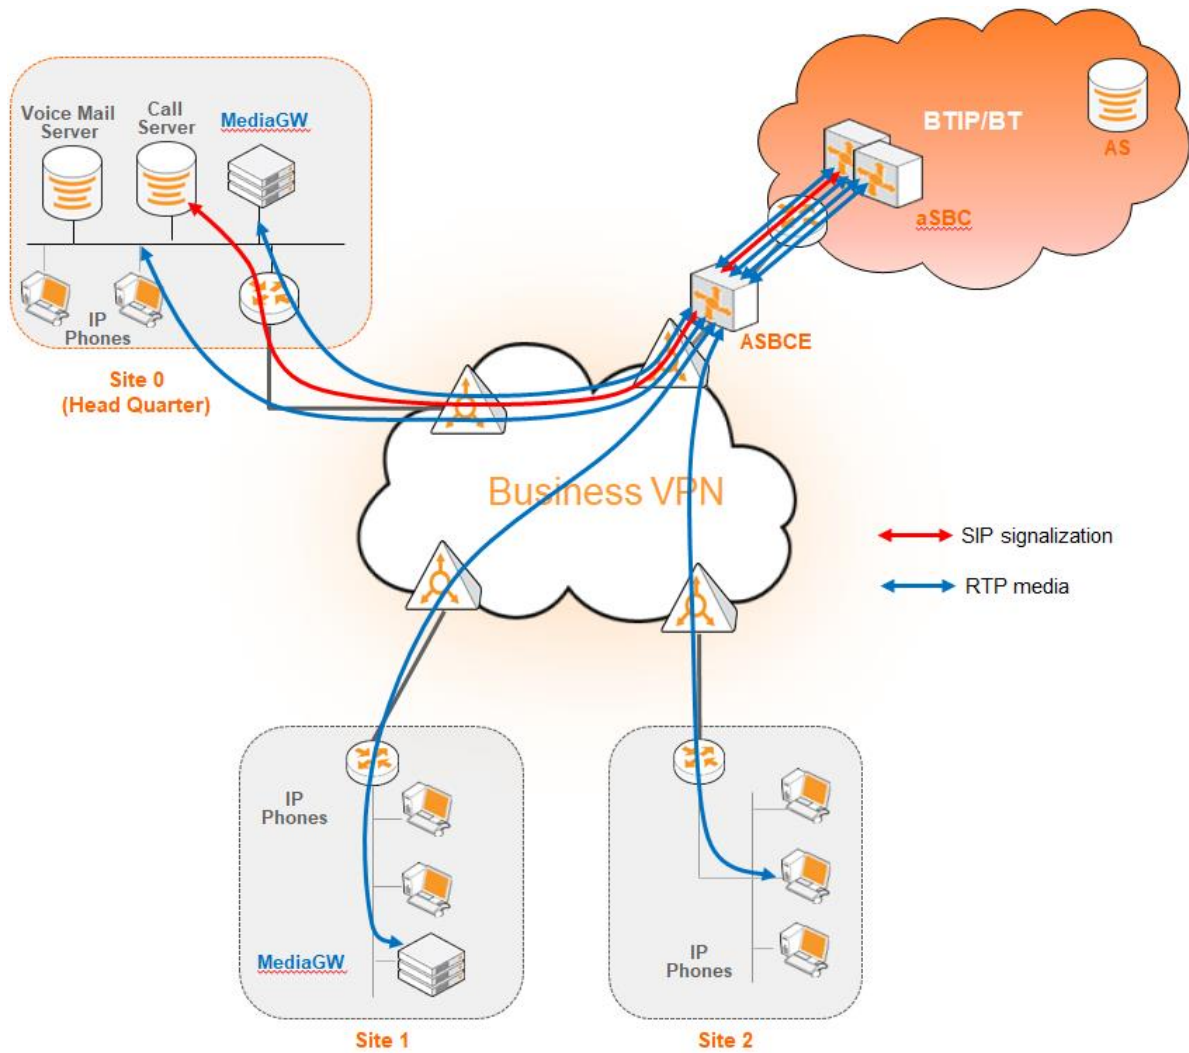 Voice Mail
Server
Call
Server
MediaGW
BTIP/BT
AS
aSBC
IP
Phones
ASBCE
Site 0
(Head Quarter)
Business VPN
SIP signalization
RTP media
IP
Phones
MediaGW
IP
Phones
Site 1
Site 2